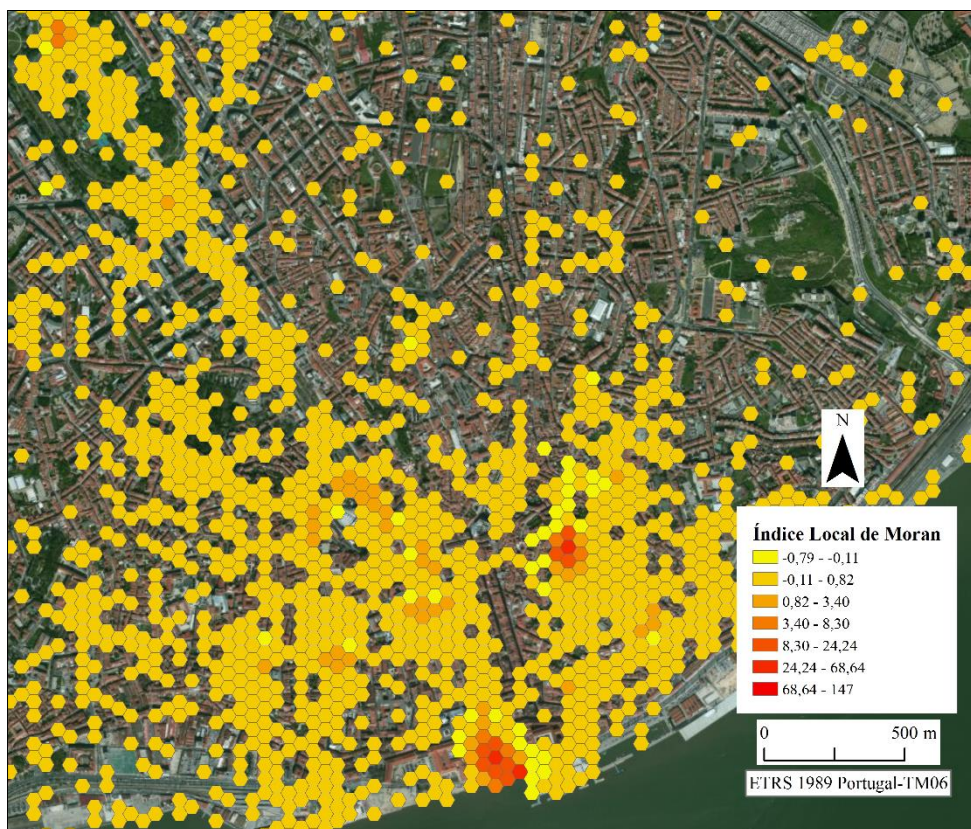 N
Índice Local de Moran
-0,79 - -0,11
-0,11 - 0,82
0,82 - 3,40
3,40 - 8,30
8,30 - 24,24
24,24 - 68,64
68,64 - 147
0 500 m
ETRS 1989 Portugal-TM06